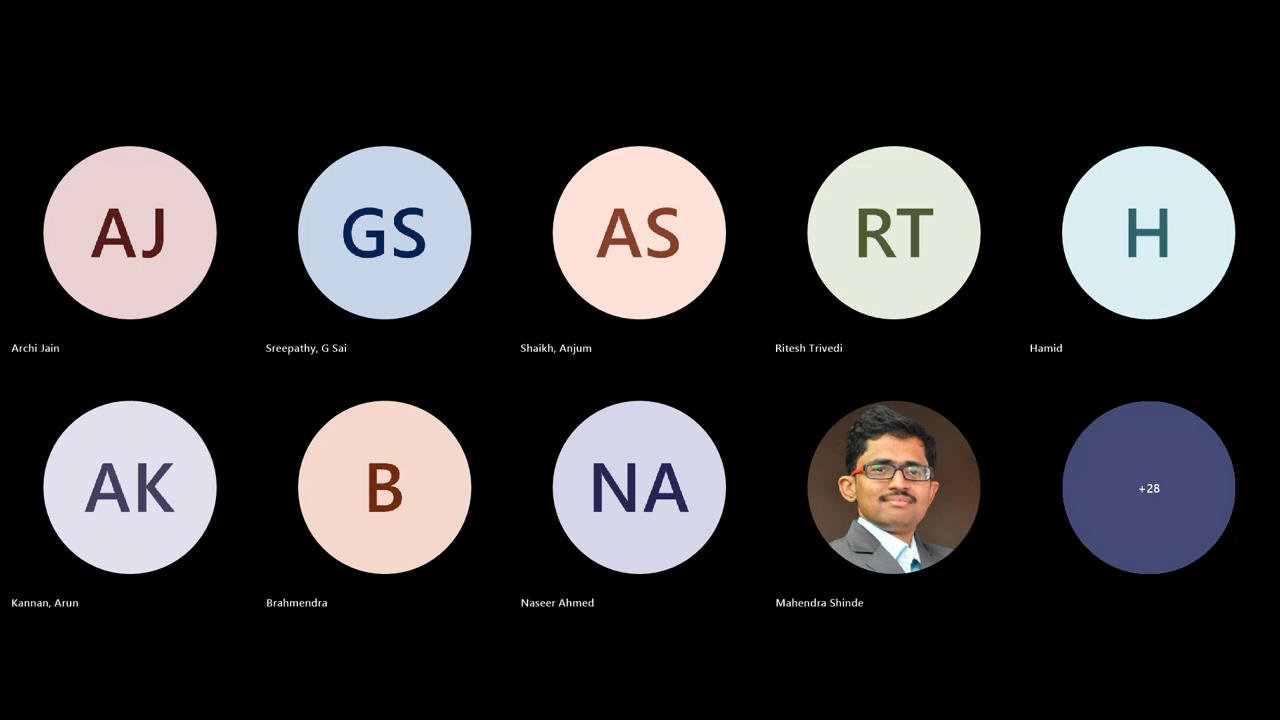 AJ
GS
AS
RT
H
Archi Jain
Sreepathy, G Sai
Shaikh, Anjum
Ritesh Trivedi
Hamid
AK
B
NA
+28
Kannan, Arun
Brahmendra
Naseer Ahmed
Mahendra Shinde